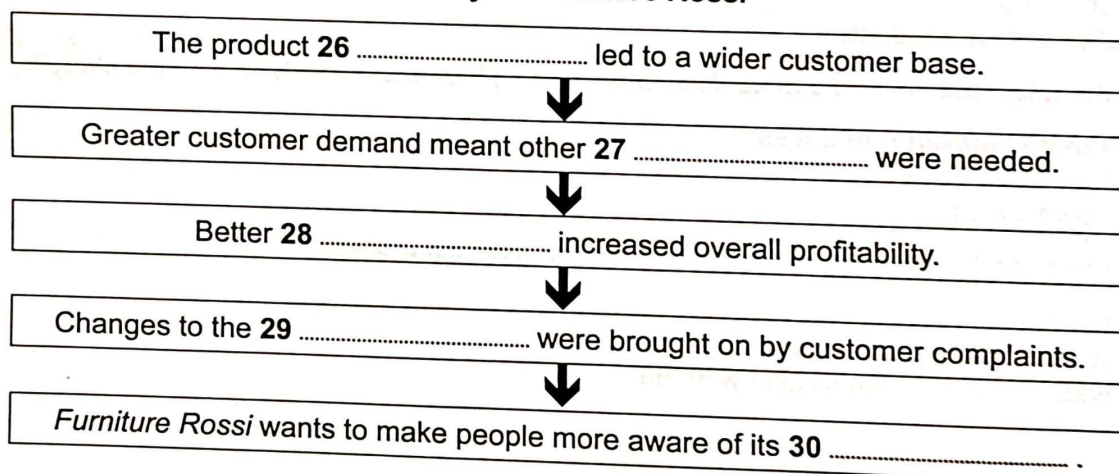 The product 26 ............................ led to a wider customer base.
Greater customer demand meant other 27 ............................ were needed.
Better 28 ............................ increased overall profitability.
Changes to the 29 ............................ were brought on by customer complaints.
Furniture Rossi wants to make people more aware of its 30 ............................ .